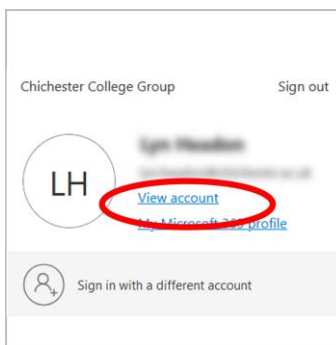 Chichester College Group Sign out
LH
View account
My Microsoft 365 profile
Sign in with a different account